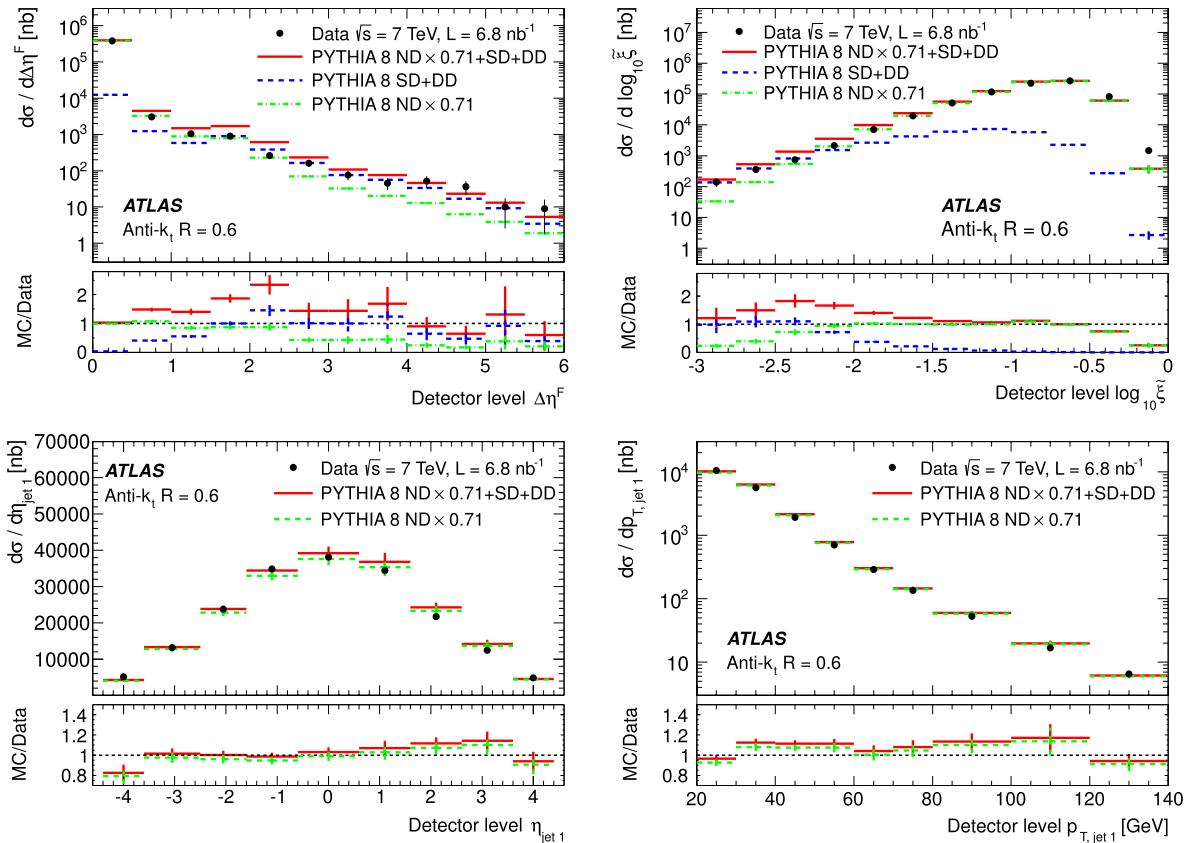 dσ / dΔη^F [nb]
10^6
10^5
10^4
10^3
10^2
10
1
Data √s = 7 TeV, L = 6.8 nb^-1
PYTHIA 8 ND × 0.71+SD+DD
PYTHIA 8 SD+DD
PYTHIA 8 ND × 0.71
ATLAS
Anti-k_t R = 0.6
MC/Data
2
1
0
0 1 2 3 4 5 6
Detector level Δη^F
dσ / d log_10 ξ̃ [nb]
10^7
10^6
10^5
10^4
10^3
10^2
10
1
Data √s = 7 TeV, L = 6.8 nb^-1
PYTHIA 8 ND × 0.71+SD+DD
PYTHIA 8 SD+DD
PYTHIA 8 ND × 0.71
ATLAS
Anti-k_t R = 0.6
MC/Data
2
1
0
-3 -2.5 -2 -1.5 -1 -0.5 0
Detector level log_10 ξ̃
dσ / dη_jet 1 [nb]
70000
60000
50000
40000
30000
20000
10000
ATLAS
Anti-k_t R = 0.6
Data √s = 7 TeV, L = 6.8 nb^-1
PYTHIA 8 ND × 0.71+SD+DD
PYTHIA 8 ND × 0.71
MC/Data
1.4
1.2
1
0.8
-4 -3 -2 -1 0 1 2 3 4
Detector level η_jet 1
dσ / dp_T, jet 1 [nb]
10^4
10^3
10^2
10
Data √s = 7 TeV, L = 6.8 nb^-1
PYTHIA 8 ND × 0.71+SD+DD
PYTHIA 8 ND × 0.71
ATLAS
Anti-k_t R = 0.6
MC/Data
1.4
1.2
1
0.8
20 40 60 80 100 120 140
Detector level p_T, jet 1 [GeV]